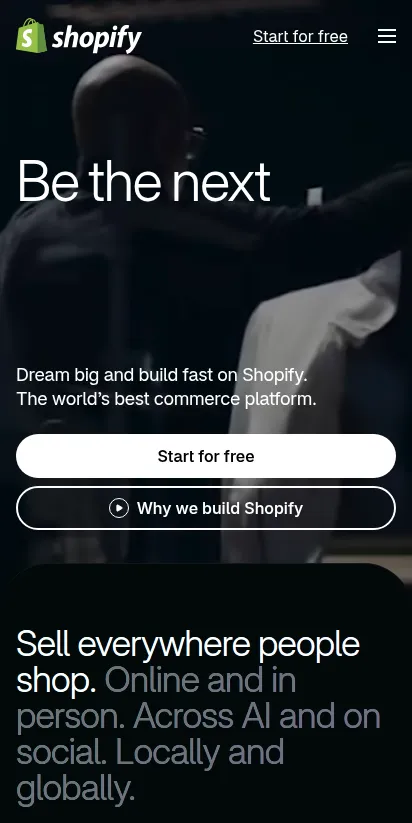 shopify
Start for free
Be the next
Dream big and build fast on Shopify.
The world’s best commerce platform.
Start for free
Why we build Shopify
Sell everywhere people
shop. Online and in
person. Across AI and on
social. Locally and
globally.